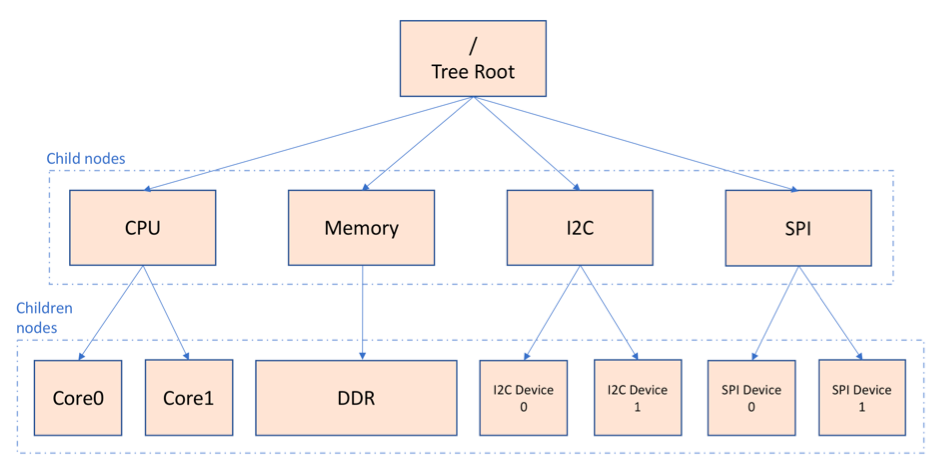 /
Tree Root
Child nodes
CPU
Memory
I2C
SPI
Children
nodes
Core0
Core1
DDR
I2C Device
0
I2C Device
1
SPI Device
0
SPI Device
1